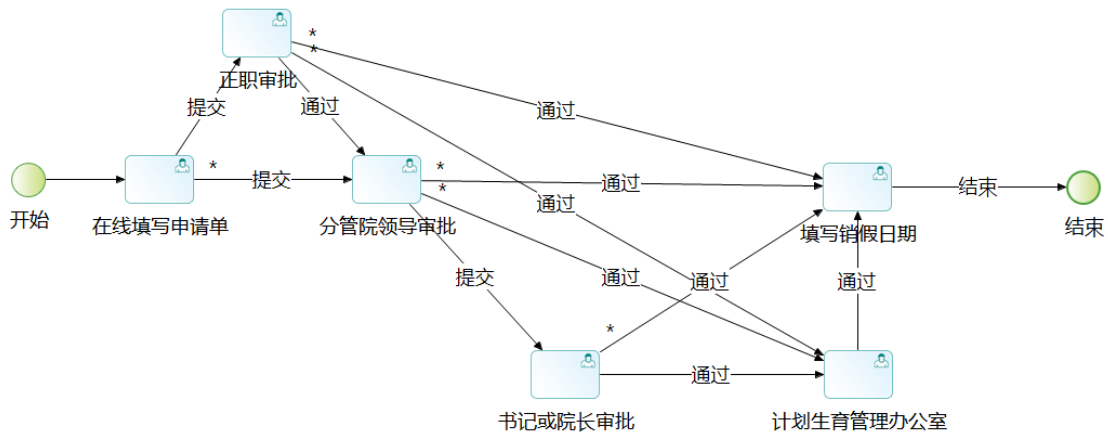 *
*
正职审批
通过
提交
通过
*
提交
*
通过
结束
*
开始
在线填写申请单
分管院领导审批
通过
填写销假日期
结束
提交
通过
通过
通过
*
通过
书记或院长审批
计划生育管理办公室